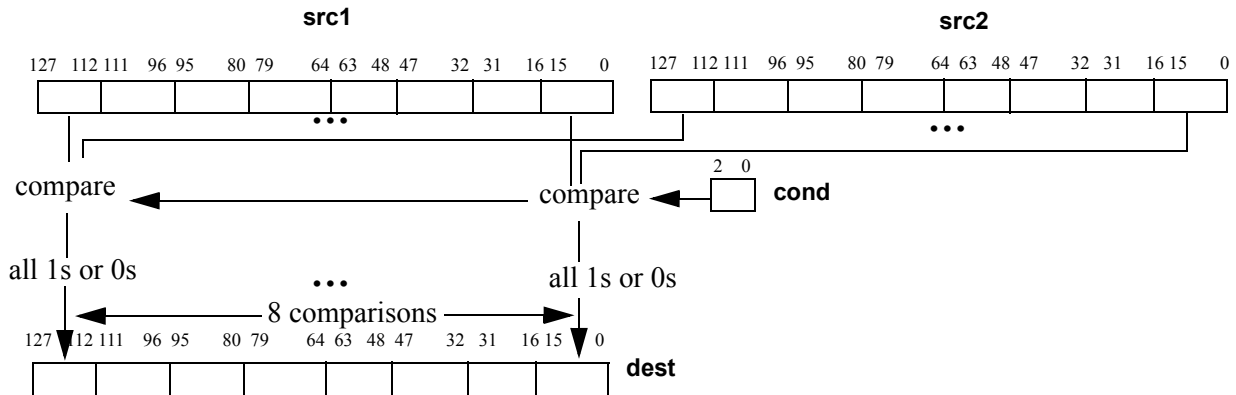 src1
src2
127 112 111 96 95 80 79 64 63 48 47 32 31 16 15 0
127 112 111 96 95 80 79 64 63 48 47 32 31 16 15 0
...
...
2 0
compare
compare
cond
all 1s or 0s
...
all 1s or 0s
8 comparisons
127 112 111 96 95 80 79 64 63 48 47 32 31 16 15 0
dest